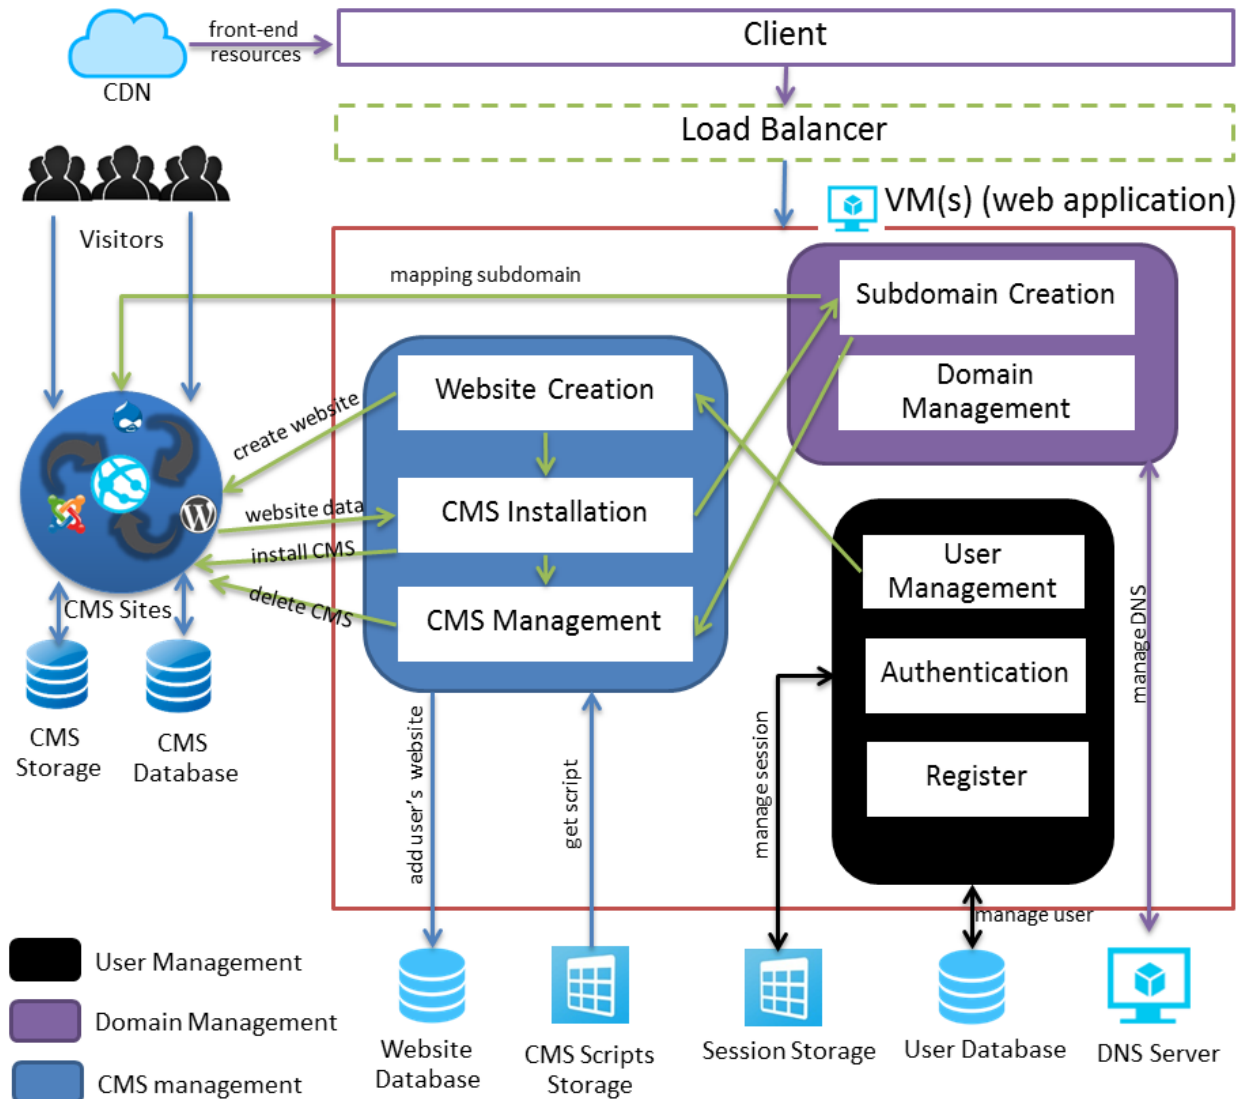 front-end
resources
Client
CDN
Load Balancer
VM(s) (web application)
Visitors
mapping subdomain
Subdomain Creation
Website Creation
Domain
Management
create website
website data
CMS Installation
install CMS
User
Management
delete CMS
CMS Management
CMS Sites
manage DNS
Authentication
CMS
Storage
CMS
Database
add user's website
get script
manage session
Register
manage user
User Management
Domain Management
CMS management
Website
Database
CMS Scripts
Storage
Session Storage
User Database
DNS Server